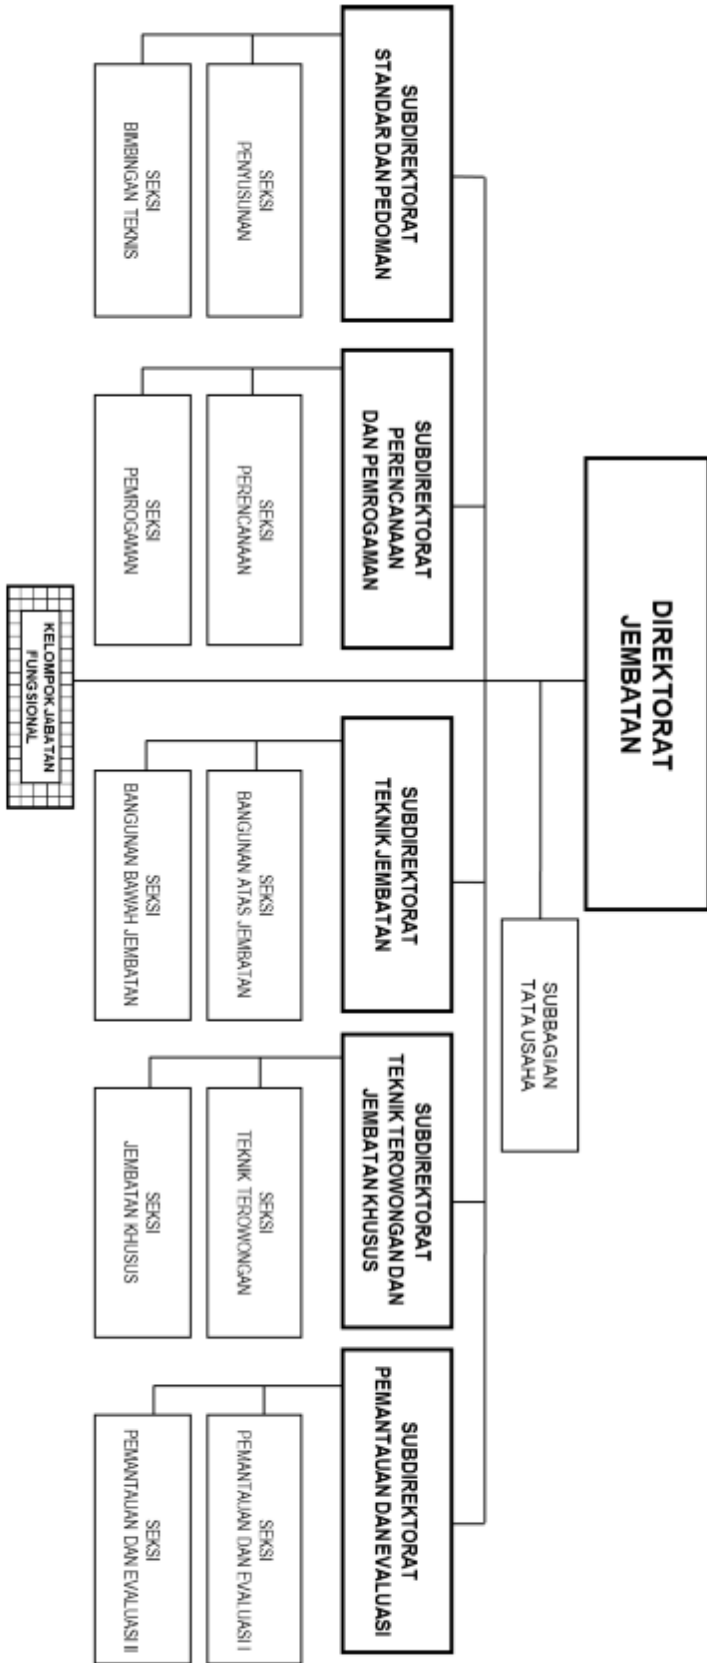 DIREKTORAT
JEMBATAN
SUBBAGIAN
TATA USAHA
SUBDIREKTORAT
STANDAR DAN PEDOMAN
SUBDIREKTORAT
PERENCANAAN
DAN PEMROGAMAN
SUBDIREKTORAT
TEKNIK JEMBATAN
SUBDIREKTORAT
TEKNIK TEROWONGAN DAN
JEMBATAN KHUSUS
SUBDIREKTORAT
PEMANTAUAN DAN EVALUASI
SEKSI
PENYUSUNAN
SEKSI
PERENCANAAN
SEKSI
BANGUNAN ATAS JEMBATAN
SEKSI
TEKNIK TEROWONGAN
SEKSI
PEMANTAUAN DAN EVALUASI I
SEKSI
BIMBINGAN TEKNIS
SEKSI
PEMROGAMAN
SEKSI
BANGUNAN BAWAH JEMBATAN
SEKSI
JEMBATAN KHUSUS
SEKSI
PEMANTAUAN DAN EVALUASI II
KELOMPOK JABATAN
FUNGSIONAL